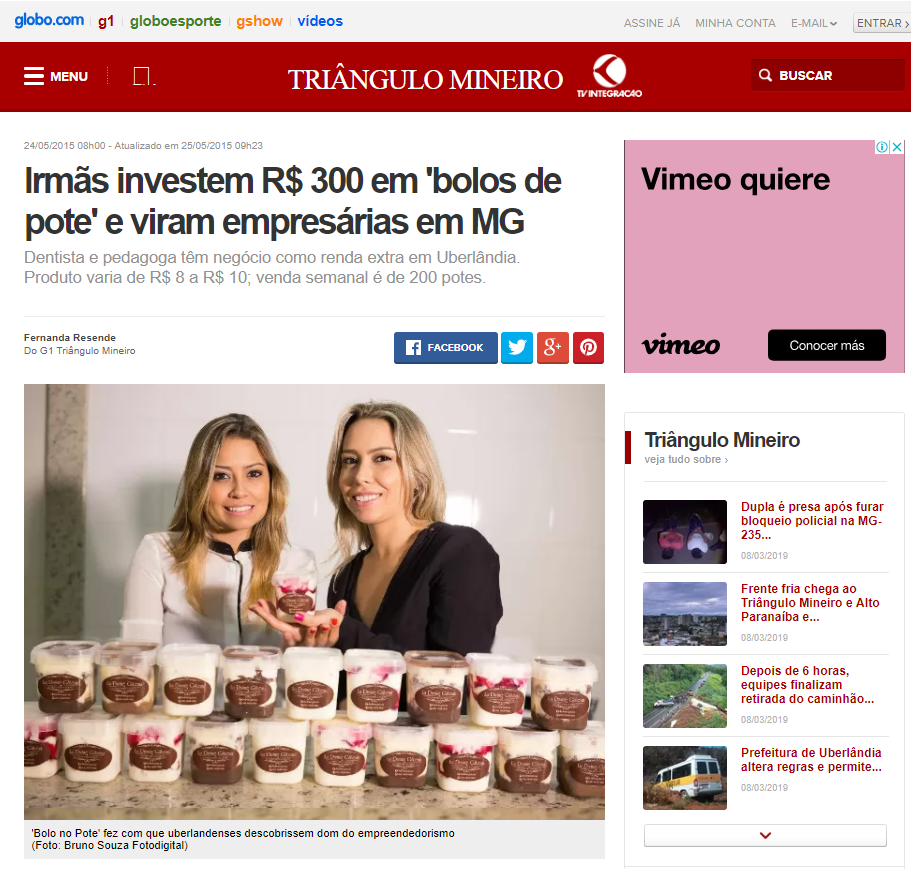 globo.com g1 globoesporte gshow vídeos
ASSINE JÁ MINHA CONTA E-MAIL ENTRAR ›
MENU
TRIÂNGULO MINEIRO
TV INTEGRAÇÃO
BUSCAR
24/05/2015 08h00 - Atualizado em 25/05/2015 09h23
Irmãs investem R$ 300 em 'bolos de
pote' e viram empresárias em MG
Dentista e pedagoga têm negócio como renda extra em Uberlândia.
Produto varia de R$ 8 a R$ 10; venda semanal é de 200 potes.
Fernanda Resende
Do G1 Triângulo Mineiro
FACEBOOK
g+
'Bolo no Pote' fez com que uberlandenses descobrissem dom do empreendedorismo
(Foto: Bruno Souza Fotodigital)
Vimeo quiere
vimeo
Conocer más
Triângulo Mineiro
veja tudo sobre ›
Dupla é presa após furar
bloqueio policial na MG-
235...
08/03/2019
Frente fria chega ao
Triângulo Mineiro e Alto
Paranaíba e...
08/03/2019
Depois de 6 horas,
equipes finalizam
retirada do caminhão...
08/03/2019
Prefeitura de Uberlândia
altera regras e permite...
08/03/2019